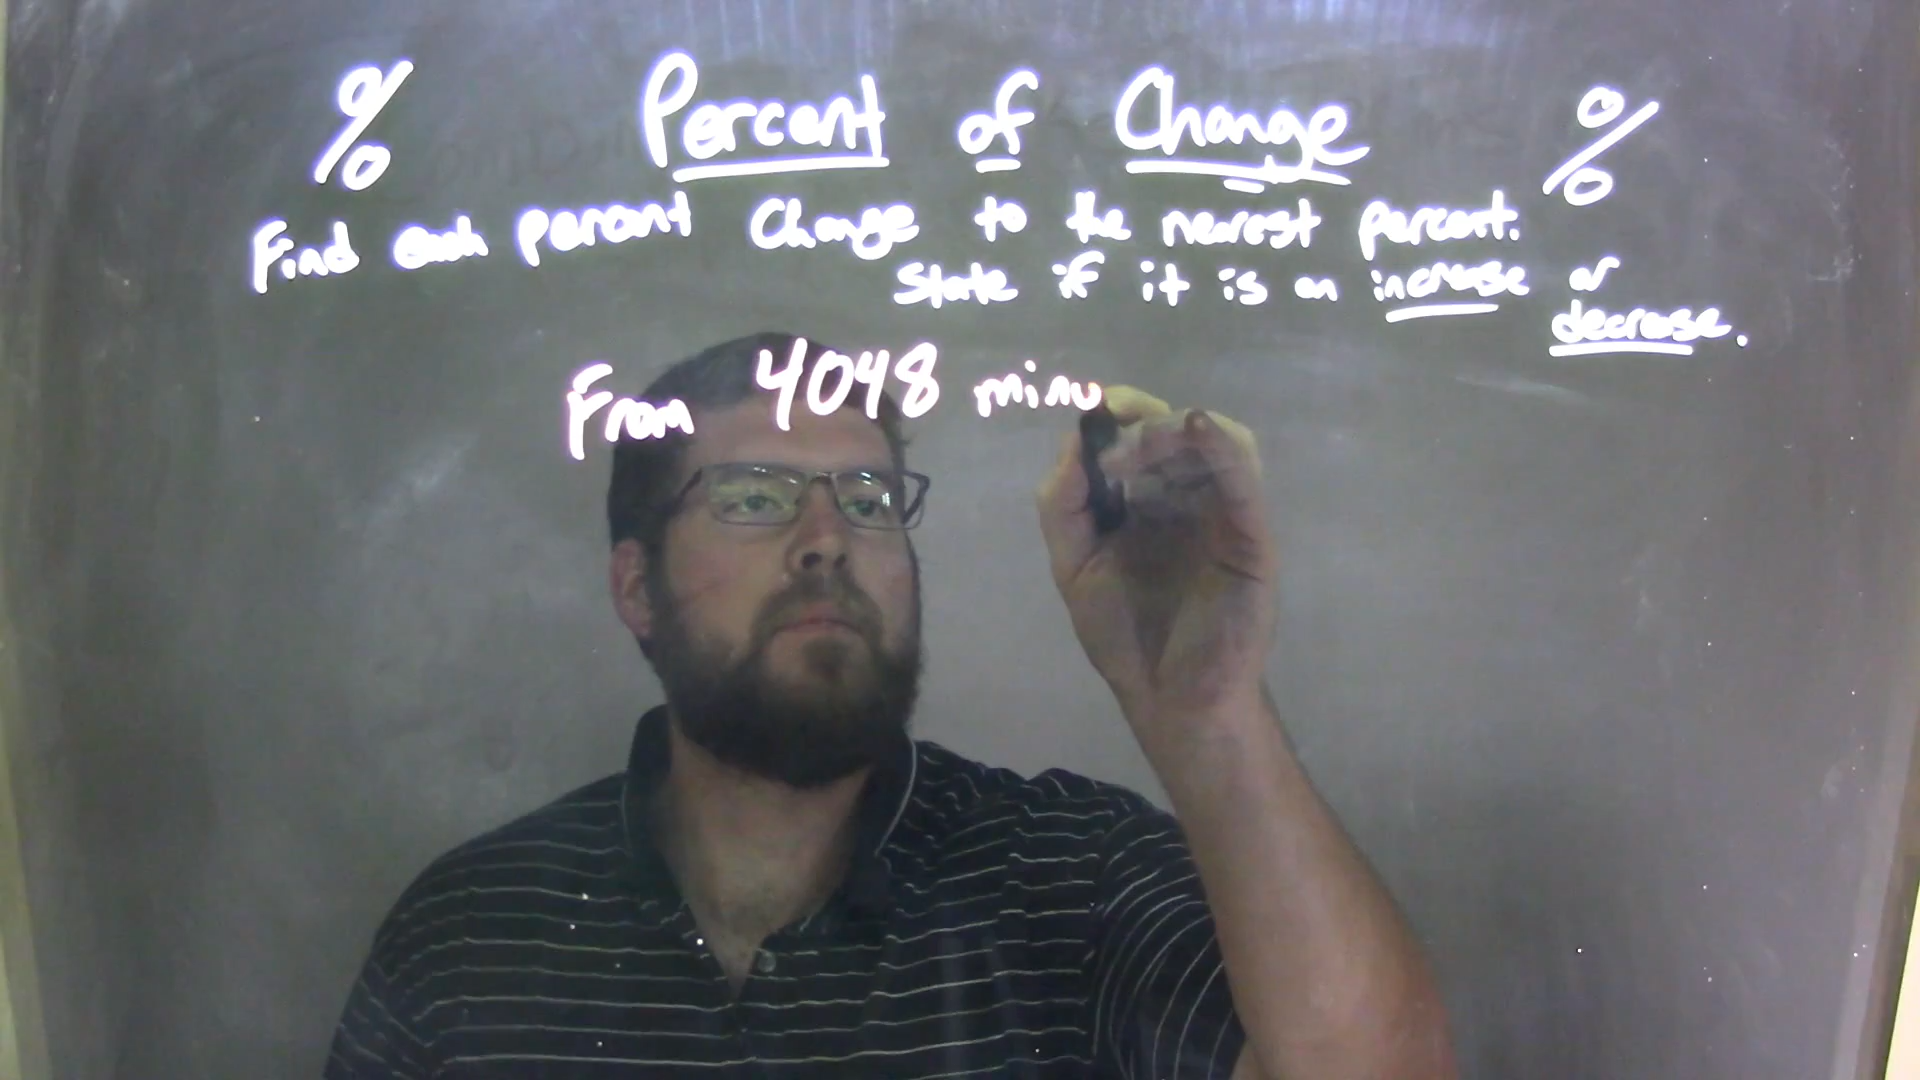 % Percent of Change %
Find each percent Change to the nearest percent.
State if it is an increase or
decrease.
From 4048 minu